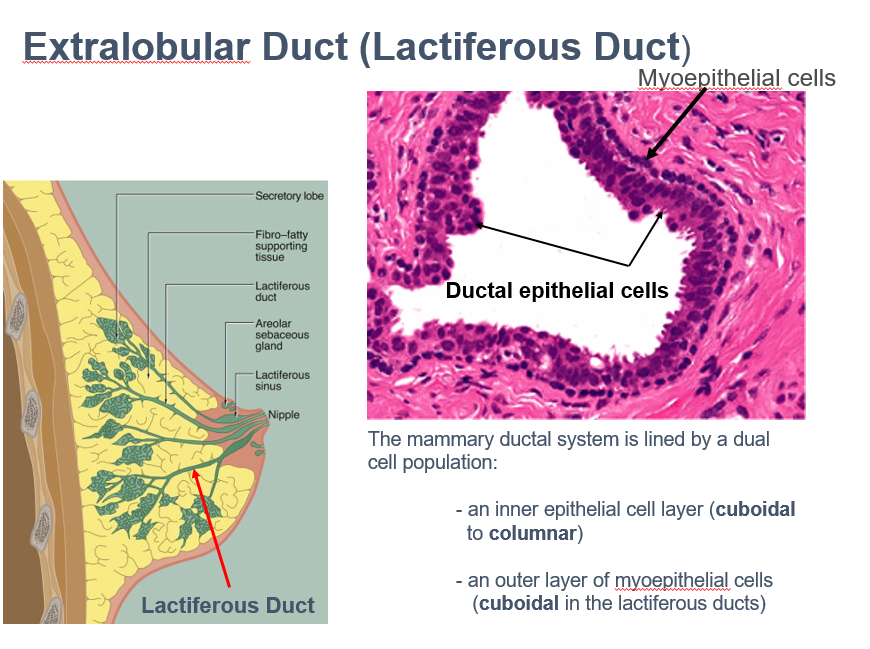 Extralobular Duct (Lactiferous Duct)
Myoepithelial cells
Ductal epithelial cells
Secretory lobe
Fibro–fatty
supporting
tissue
Lactiferous
duct
Areolar
sebaceous
gland
Lactiferous
sinus
Nipple
Lactiferous Duct
The mammary ductal system is lined by a dual
cell population:
- an inner epithelial cell layer (cuboidal
to columnar)
- an outer layer of myoepithelial cells
(cuboidal in the lactiferous ducts)